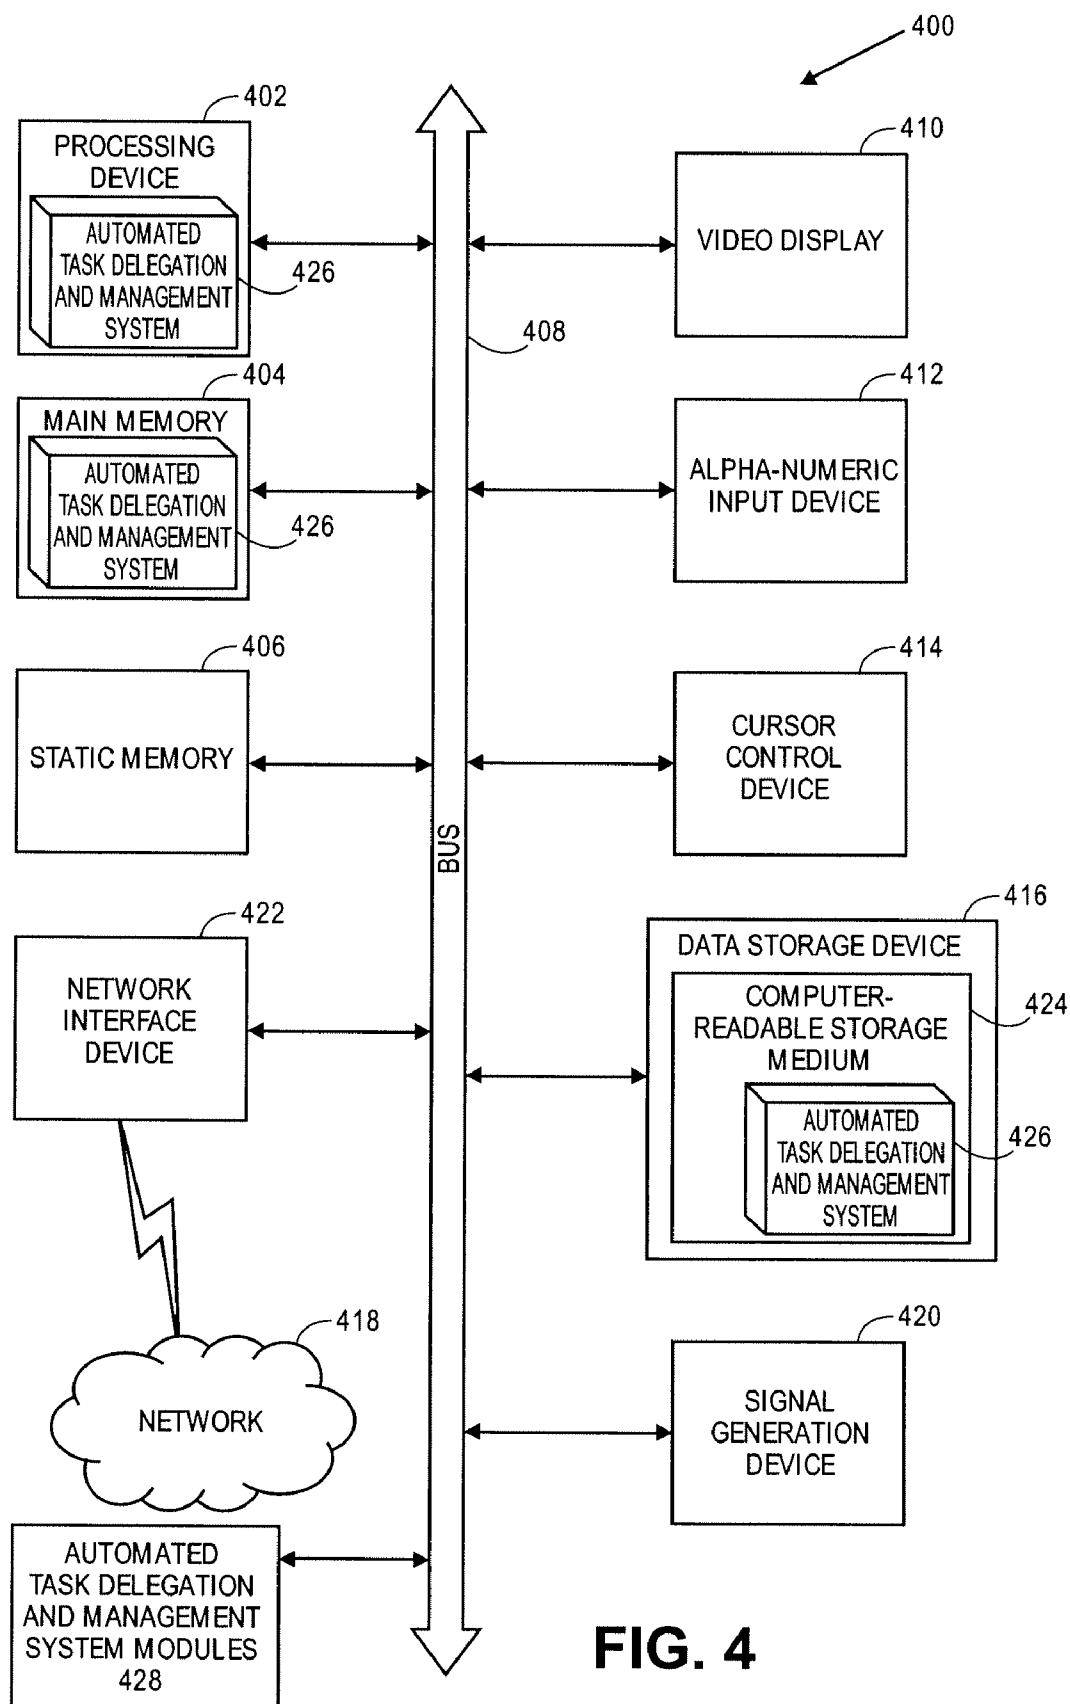 400
402
PROCESSING
DEVICE
AUTOMATED
TASK DELEGATION
AND MANAGEMENT
SYSTEM
426
404
MAIN MEMORY
AUTOMATED
TASK DELEGATION
AND MANAGEMENT
SYSTEM
426
406
STATIC MEMORY
422
NETWORK
INTERFACE
DEVICE
418
NETWORK
AUTOMATED
TASK DELEGATION
AND MANAGEMENT
SYSTEM MODULES
428
408
BUS
410
VIDEO DISPLAY
412
ALPHA-NUMERIC
INPUT DEVICE
414
CURSOR
CONTROL
DEVICE
416
DATA STORAGE DEVICE
COMPUTER-
READABLE STORAGE
MEDIUM
424
AUTOMATED
TASK DELEGATION
AND MANAGEMENT
SYSTEM
426
420
SIGNAL
GENERATION
DEVICE
FIG. 4